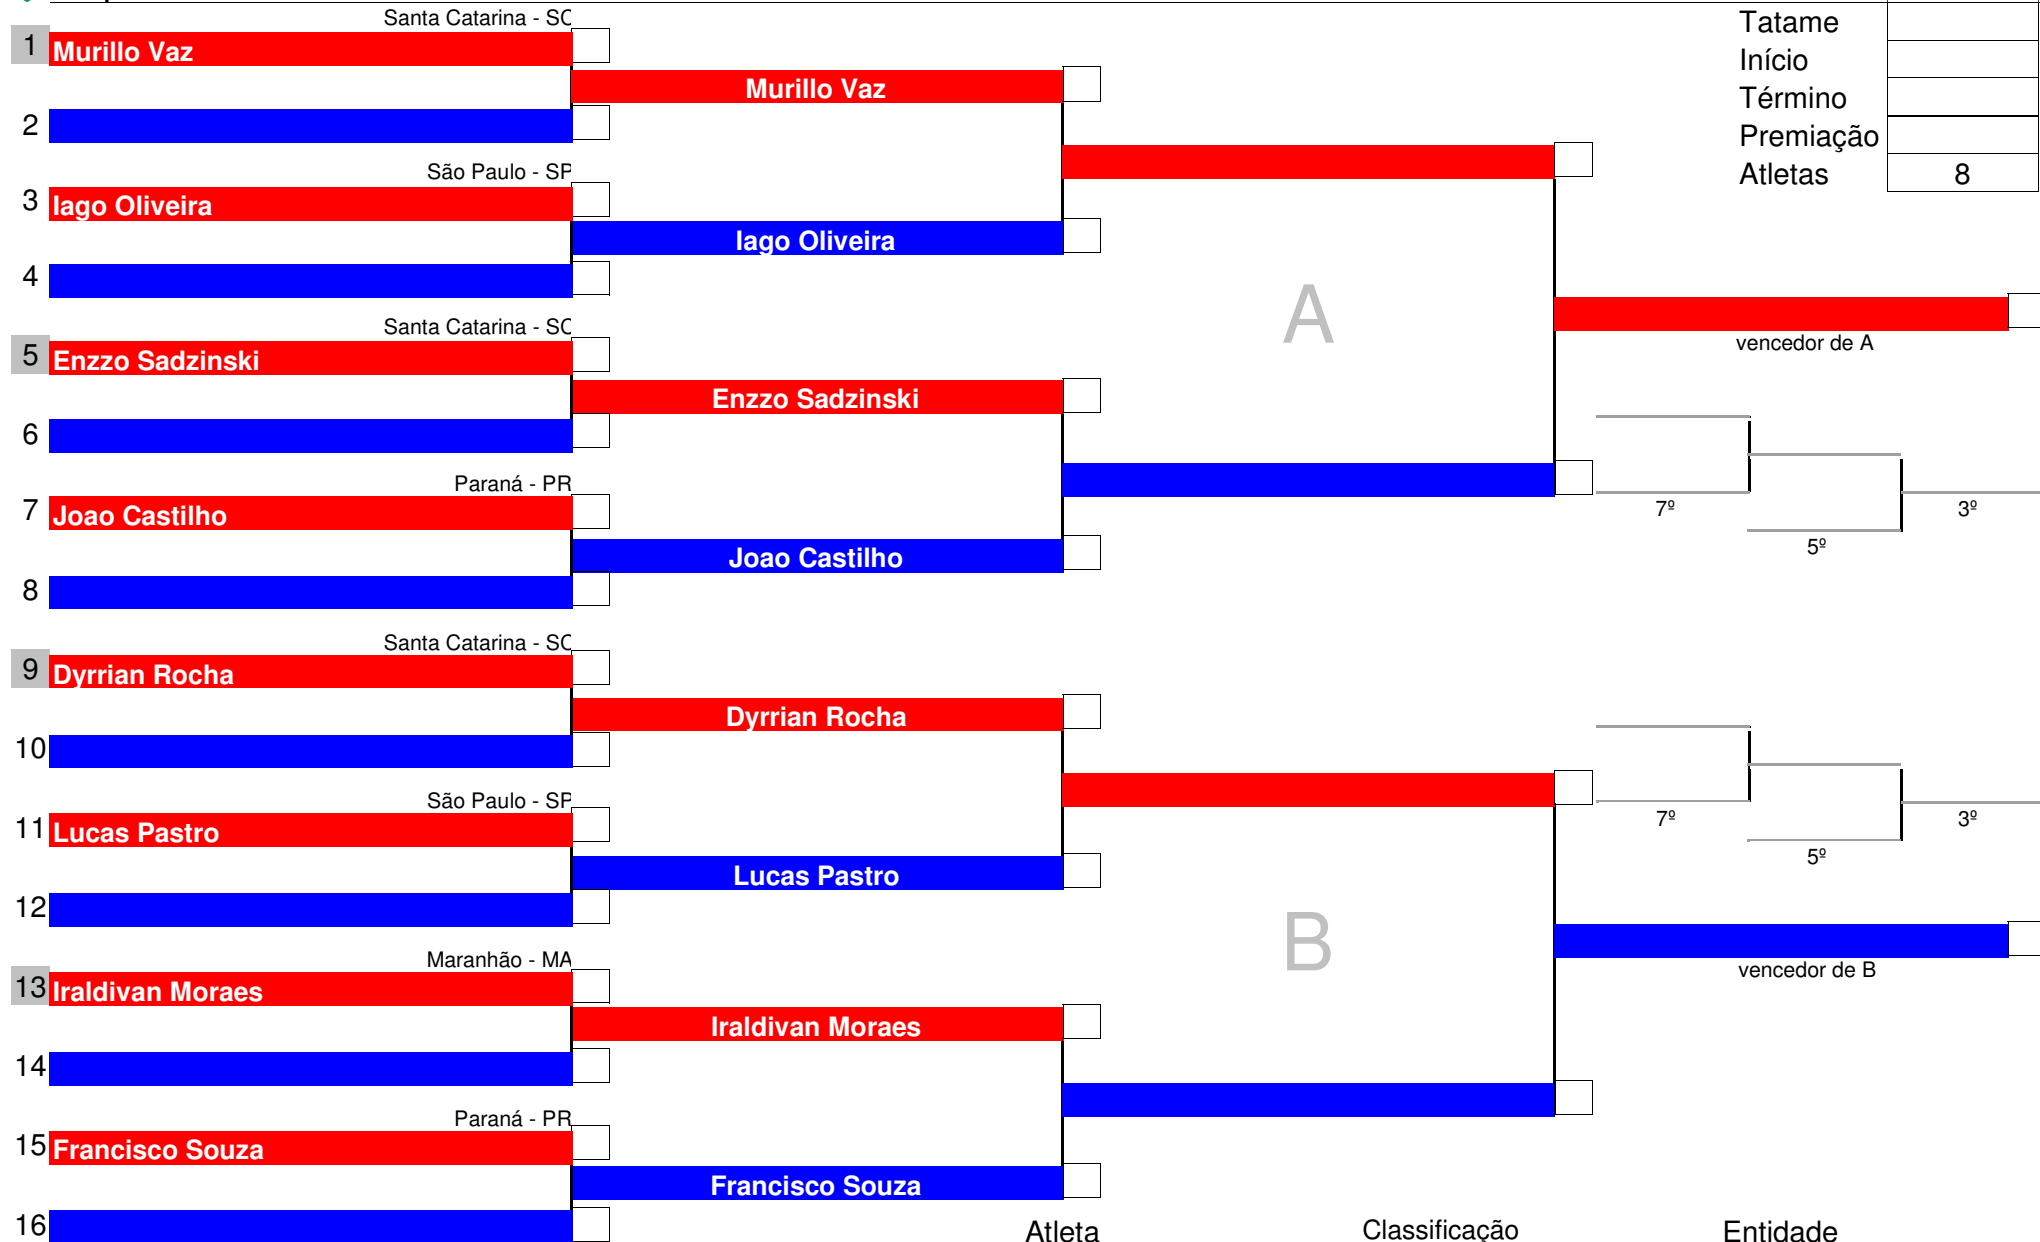 Santa Catarina - SC
1 Murillo Vaz
Murillo Vaz
2
São Paulo - SP
3 Iago Oliveira
Iago Oliveira
4
Santa Catarina - SC
5 Enzzo Sadzinski
Enzzo Sadzinski
6
Paraná - PR
7 Joao Castilho
Joao Castilho
8
Santa Catarina - SC
9 Dyrrian Rocha
Dyrrian Rocha
10
São Paulo - SP
11 Lucas Pastro
Lucas Pastro
12
Maranhão - MA
13 Iraldivan Moraes
Iraldivan Moraes
14
Paraná - PR
15 Francisco Souza
Francisco Souza
16
A
B
Tatame
Início
Término
Premiação
Atletas 8
vencedor de A
7º
3º
5º
7º
3º
5º
vencedor de B
Atleta Classificação Entidade